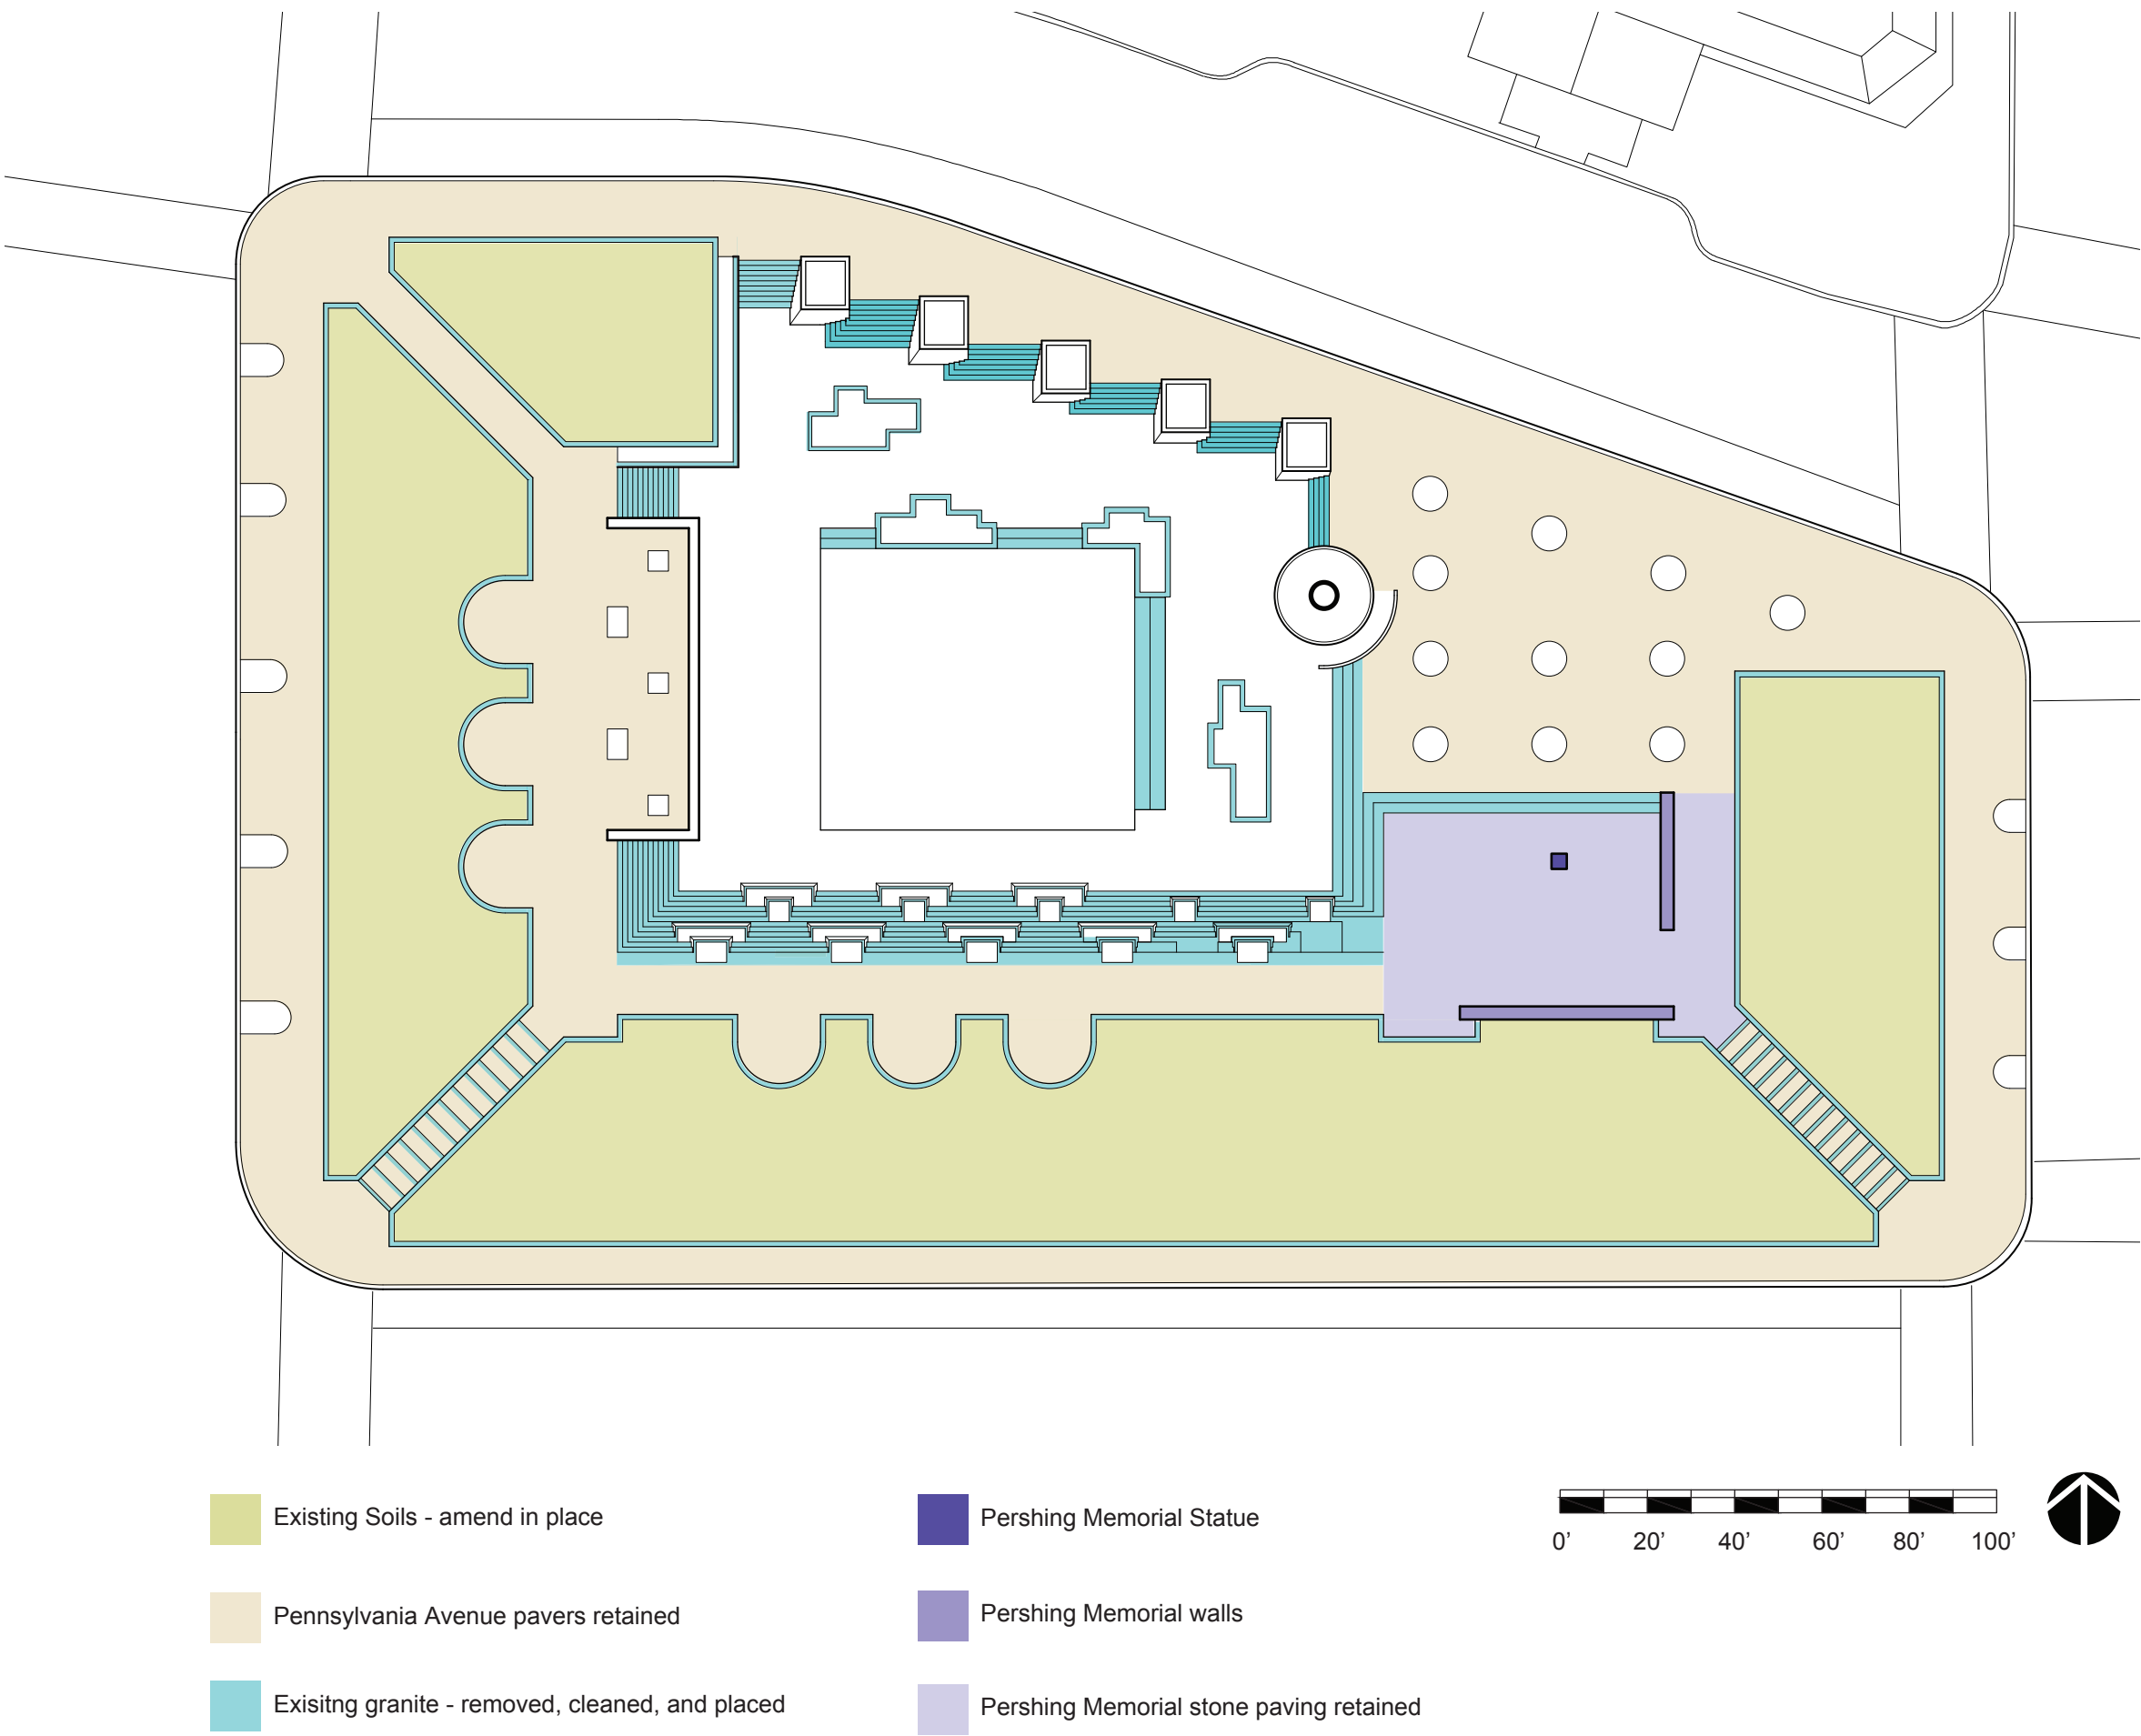 Existing Soils - amend in place
Pennsylvania Avenue pavers retained
Exisitng granite - removed, cleaned, and placed
Pershing Memorial Statue
Pershing Memorial walls
Pershing Memorial stone paving retained
0’ 20’ 40’ 60’ 80’ 100’